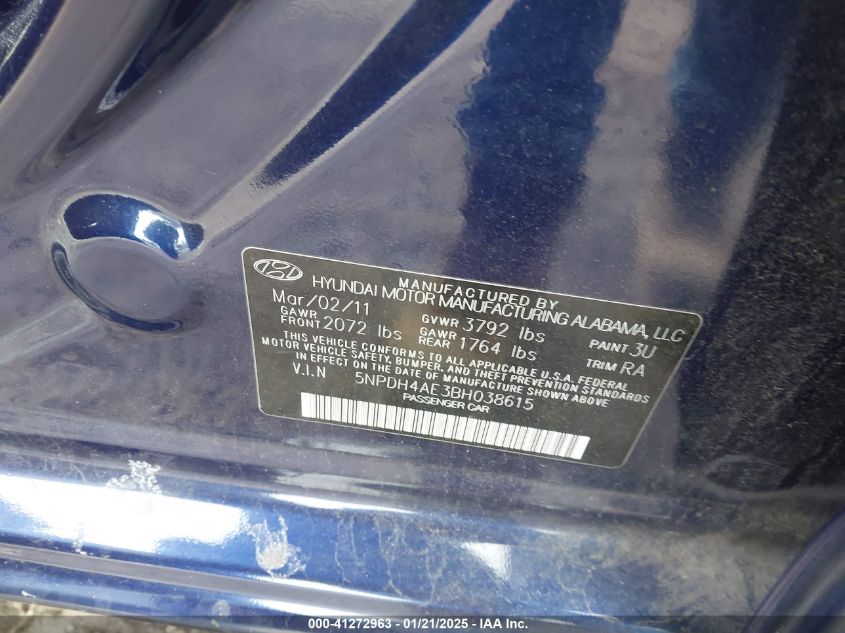 MANUFACTURED BY
HYUNDAI MOTOR MANUFACTURING ALABAMA, LLC
Mar/02/11 GVWR 3792 lbs PAINT 3U
GAWR FRONT 2072 lbs GAWR REAR 1764 lbs TRIM RA
THIS VEHICLE CONFORMS TO ALL APPLICABLE U.S.A. FEDERAL
MOTOR VEHICLE SAFETY, BUMPER, AND THEFT PREVENTION STANDARDS
IN EFFECT ON THE DATE OF MANUFACTURE SHOWN ABOVE
V.I.N 5NPDH4AE3BH038615
PASSENGER CAR
000-41272963 - 01/21/2025 - IAA Inc.